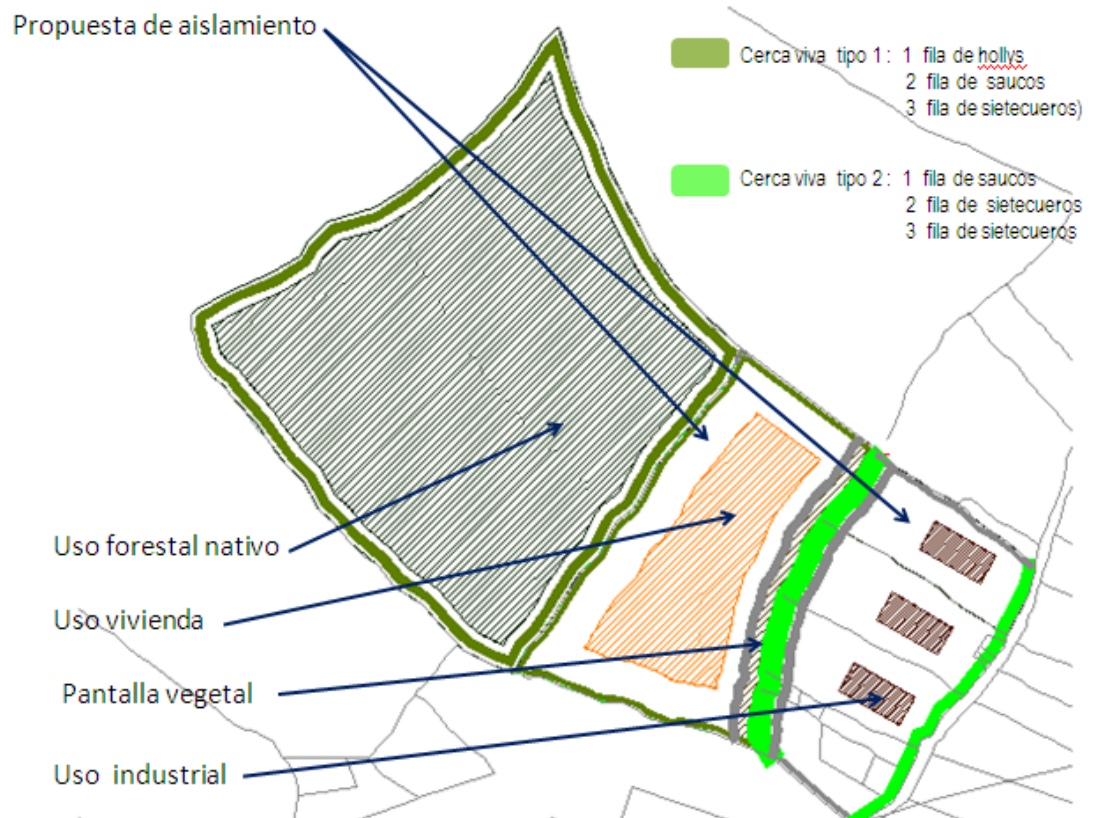 Propuesta de aislamiento
Cerca viva tipo 1 : 1 fila de hollys
2 fila de saucos
3 fila de sietecueros)
Cerca viva tipo 2 : 1 fila de saucos
2 fila de sietecueros
3 fila de sietecueros
Uso forestal nativo
Uso vivienda
Pantalla vegetal
Uso industrial